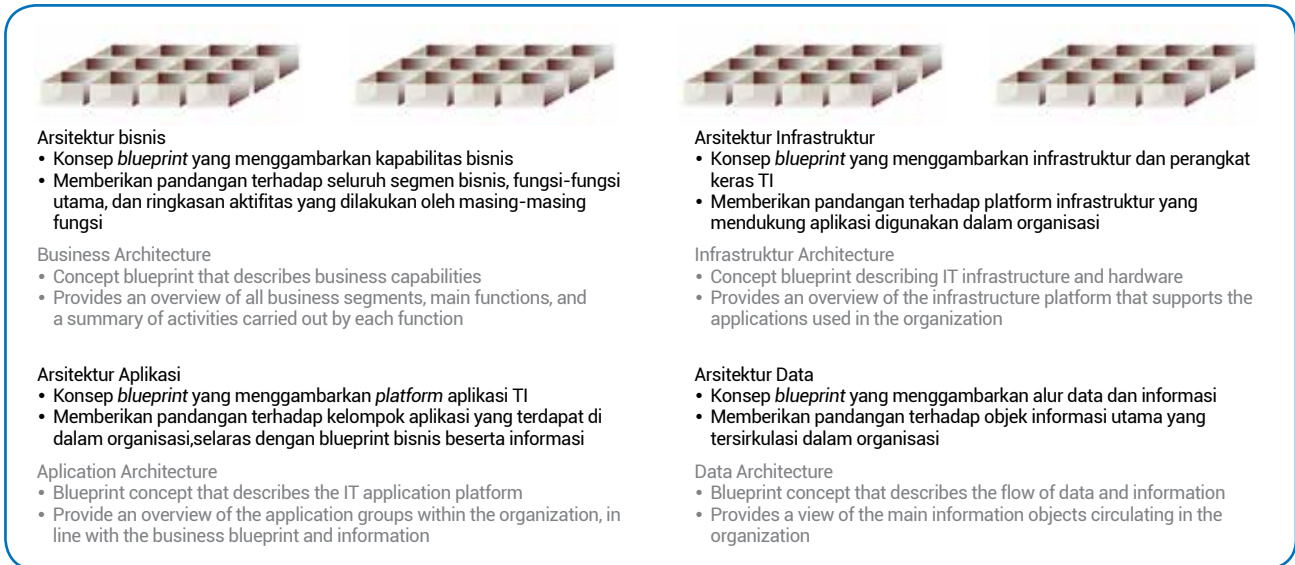 Arsitektur bisnis
• Konsep blueprint yang menggambarkan kapabilitas bisnis
• Memberikan pandangan terhadap seluruh segmen bisnis, fungsi-fungsi
utama, dan ringkasan aktifitas yang dilakukan oleh masing-masing
fungsi
Business Architecture
• Concept blueprint that describes business capabilities
• Provides an overview of all business segments, main functions, and
a summary of activities carried out by each function
Arsitektur Aplikasi
• Konsep blueprint yang menggambarkan platform aplikasi TI
• Memberikan pandangan terhadap kelompok aplikasi yang terdapat di
dalam organisasi,selaras dengan blueprint bisnis beserta informasi
Aplication Architecture
• Blueprint concept that describes the IT application platform
• Provide an overview of the application groups within the organization, in
line with the business blueprint and information
Arsitektur Infrastruktur
• Konsep blueprint yang menggambarkan infrastruktur dan perangkat
keras TI
• Memberikan pandangan terhadap platform infrastruktur yang
mendukung aplikasi digunakan dalam organisasi
Infrastruktur Architecture
• Concept blueprint describing IT infrastructure and hardware
• Provides an overview of the infrastructure platform that supports the
applications used in the organization
Arsitektur Data
• Konsep blueprint yang menggambarkan alur data dan informasi
• Memberikan pandangan terhadap objek informasi utama yang
tersirkulasi dalam organisasi
Data Architecture
• Blueprint concept that describes the flow of data and information
• Provides a view of the main information objects circulating in the
organization